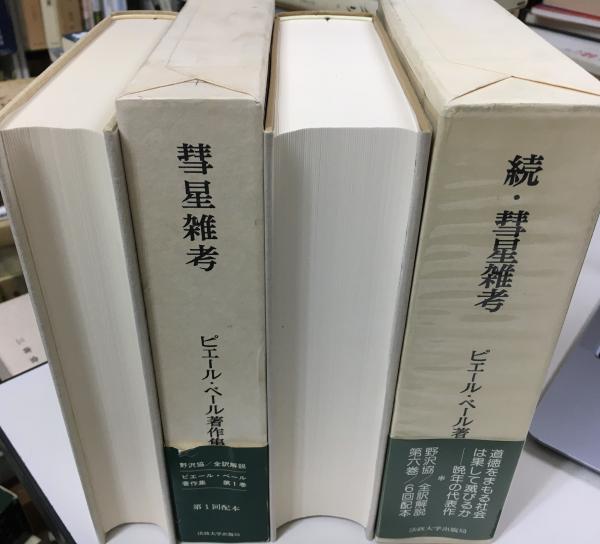 彗星雑考
ピエール・ベール著作集
野沢協/全訳解説
ピエール・ベール
著作集 第1巻
第1回配本
法政大学出版局
続・彗星雑考
ピエール・ベール著
道徳をまもる社会
は果して滅びるか
——晩年の代表作
野沢協/全訳解説
第六巻/6回配本
法政大学出版局